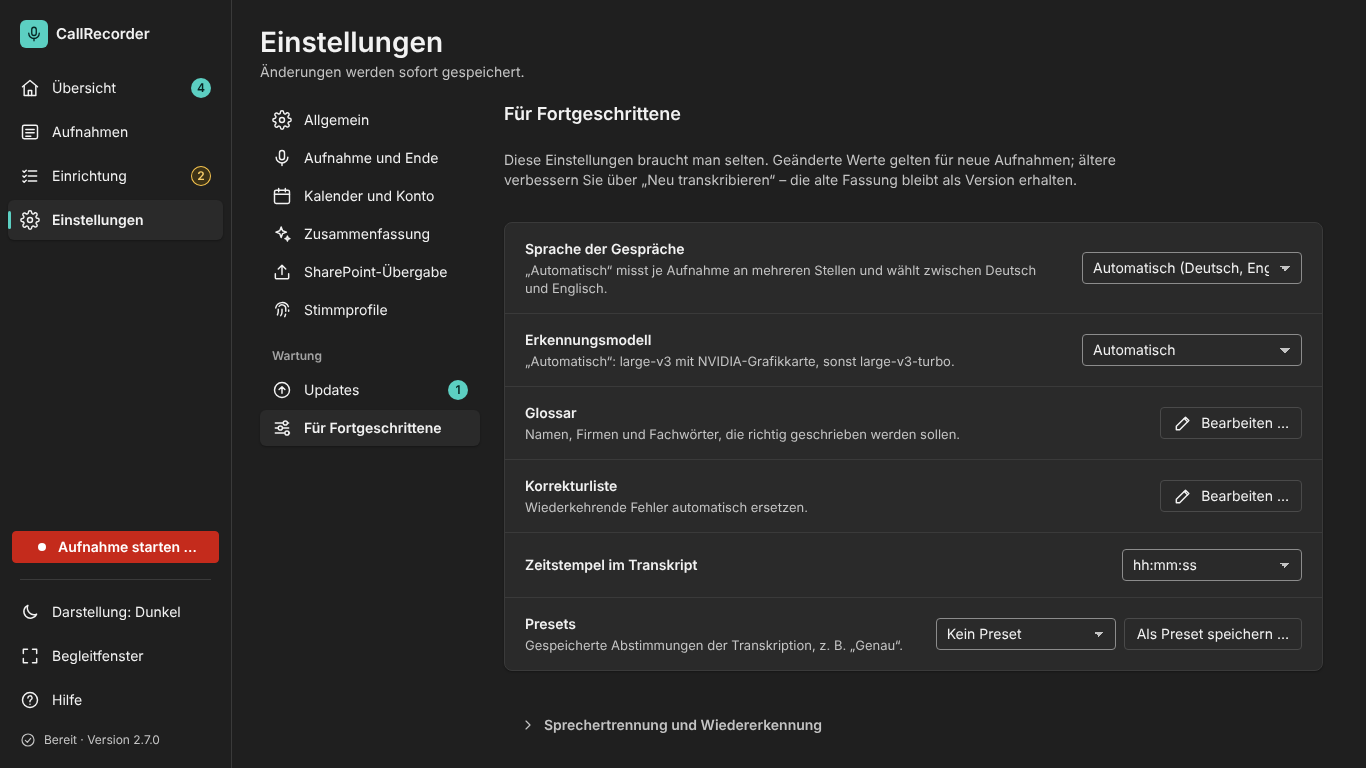 CallRecorder
Übersicht
4
Aufnahmen
Einrichtung
2
Einstellungen
Aufnahme starten ...
Darstellung: Dunkel
Begleitfenster
Hilfe
Bereit · Version 2.7.0
Einstellungen
Änderungen werden sofort gespeichert.
Allgemein
Aufnahme und Ende
Kalender und Konto
Zusammenfassung
SharePoint-Übergabe
Stimmprofile
Wartung
Updates
1
Für Fortgeschrittene
Für Fortgeschrittene
Diese Einstellungen braucht man selten. Geänderte Werte gelten für neue Aufnahmen; ältere
verbessern Sie über „Neu transkribieren“ – die alte Fassung bleibt als Version erhalten.
Sprache der Gespräche
„Automatisch“ misst je Aufnahme an mehreren Stellen und wählt zwischen Deutsch
und Englisch.
Automatisch (Deutsch, Eng
Erkennungsmodell
„Automatisch“: large-v3 mit NVIDIA-Grafikkarte, sonst large-v3-turbo.
Automatisch
Glossar
Namen, Firmen und Fachwörter, die richtig geschrieben werden sollen.
Bearbeiten ...
Korrekturliste
Wiederkehrende Fehler automatisch ersetzen.
Bearbeiten ...
Zeitstempel im Transkript
hh:mm:ss
Presets
Gespeicherte Abstimmungen der Transkription, z. B. „Genau“.
Kein Preset
Als Preset speichern ...
Sprechertrennung und Wiedererkennung